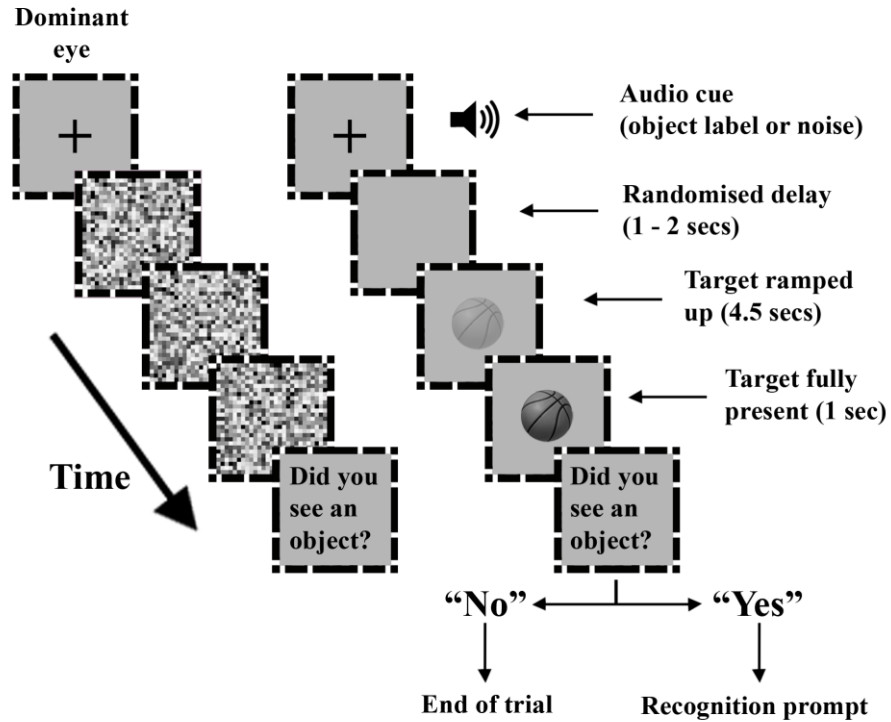 Dominant
eye
Audio cue
(object label or noise)
Randomised delay
(1 - 2 secs)
Target ramped
up (4.5 secs)
Target fully
present (1 sec)
Time
Did you
see an
object?
Did you
see an
object?
“No”
“Yes”
End of trial
Recognition prompt